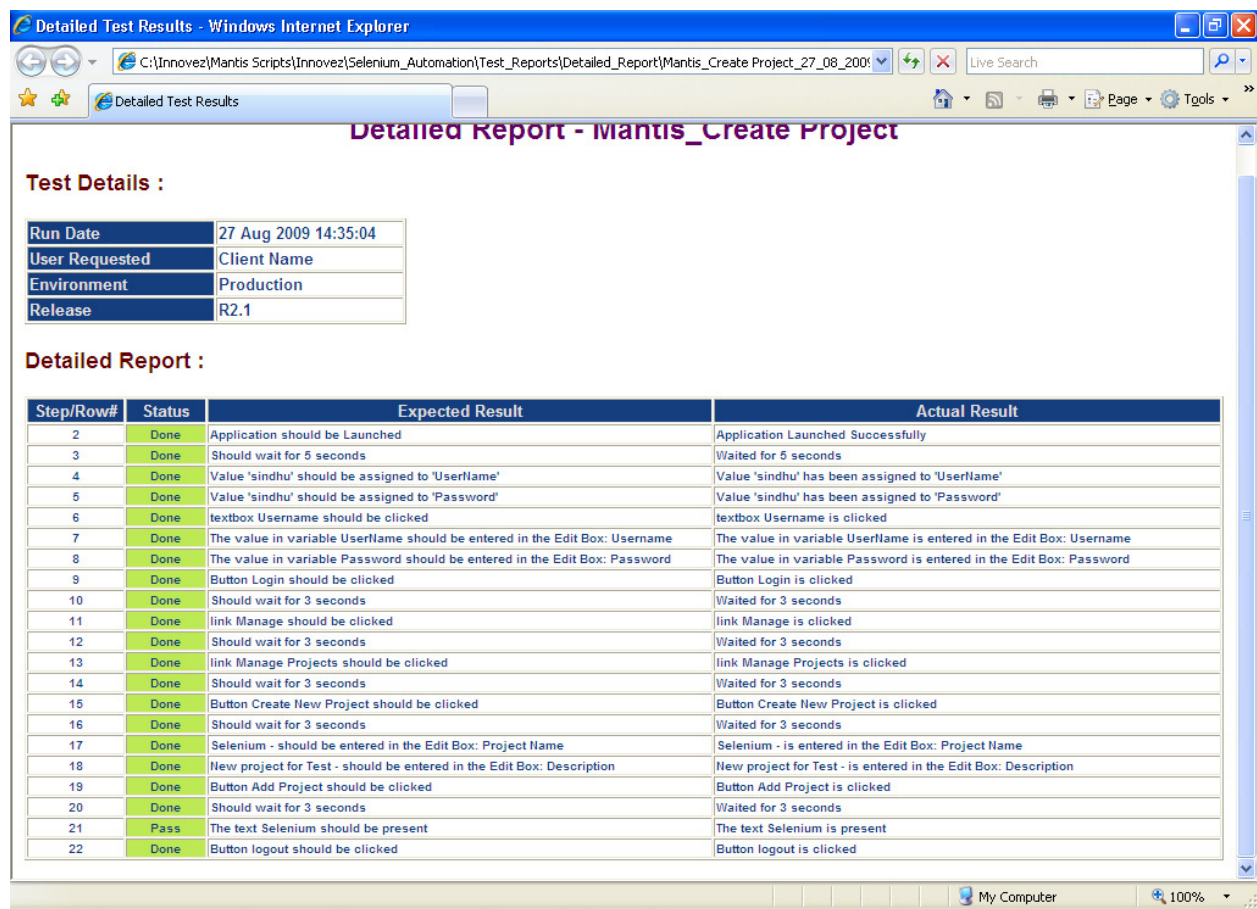 Detailed Test Results - Windows Internet Explorer
C:\Innovez\Mantis Scripts\Innovez\Selenium_Automation\Test_Reports\Detailed_Report\Mantis_Create Project_27_08_200
Live Search
Detailed Test Results
Page
Tools
Detailed Report - Mantis_Create Project
Test Details :
Run Date 27 Aug 2009 14:35:04
User Requested Client Name
Environment Production
Release R2.1
Detailed Report :
Step/Row# Status Expected Result Actual Result
2 Done Application should be Launched Application Launched Successfully
3 Done Should wait for 5 seconds Waited for 5 seconds
4 Done Value 'sindhu' should be assigned to 'UserName' Value 'sindhu' has been assigned to 'UserName'
5 Done Value 'sindhu' should be assigned to 'Password' Value 'sindhu' has been assigned to 'Password'
6 Done textbox Username should be clicked textbox Username is clicked
7 Done The value in variable UserName should be entered in the Edit Box: Username The value in variable UserName is entered in the Edit Box: Username
8 Done The value in variable Password should be entered in the Edit Box: Password The value in variable Password is entered in the Edit Box: Password
9 Done Button Login should be clicked Button Login is clicked
10 Done Should wait for 3 seconds Waited for 3 seconds
11 Done link Manage should be clicked link Manage is clicked
12 Done Should wait for 3 seconds Waited for 3 seconds
13 Done link Manage Projects should be clicked link Manage Projects is clicked
14 Done Should wait for 3 seconds Waited for 3 seconds
15 Done Button Create New Project should be clicked Button Create New Project is clicked
16 Done Should wait for 3 seconds Waited for 3 seconds
17 Done Selenium - should be entered in the Edit Box: Project Name Selenium - is entered in the Edit Box: Project Name
18 Done New project for Test - should be entered in the Edit Box: Description New project for Test - is entered in the Edit Box: Description
19 Done Button Add Project should be clicked Button Add Project is clicked
20 Done Should wait for 3 seconds Waited for 3 seconds
21 Pass The text Selenium should be present The text Selenium is present
22 Done Button logout should be clicked Button logout is clicked
My Computer
100%